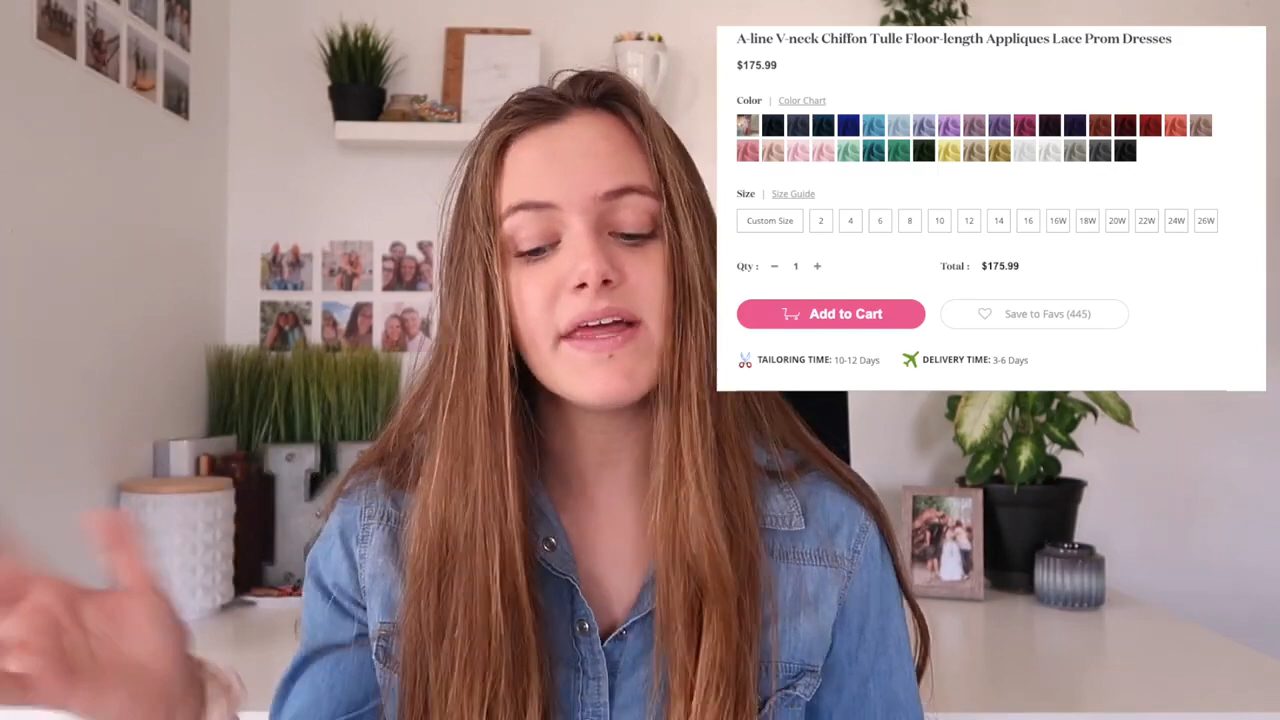 A-line V-neck Chiffon Tulle Floor-length Appliques Lace Prom Dresses
$175.99
Color | Color Chart
Size | Size Guide
Custom Size 2 4 6 8 10 12 14 16 16W 18W 20W 22W 24W 26W
Qty : − 1 + Total : $175.99
Add to Cart Save to Favs (445)
TAILORING TIME: 10-12 Days DELIVERY TIME: 3-6 Days